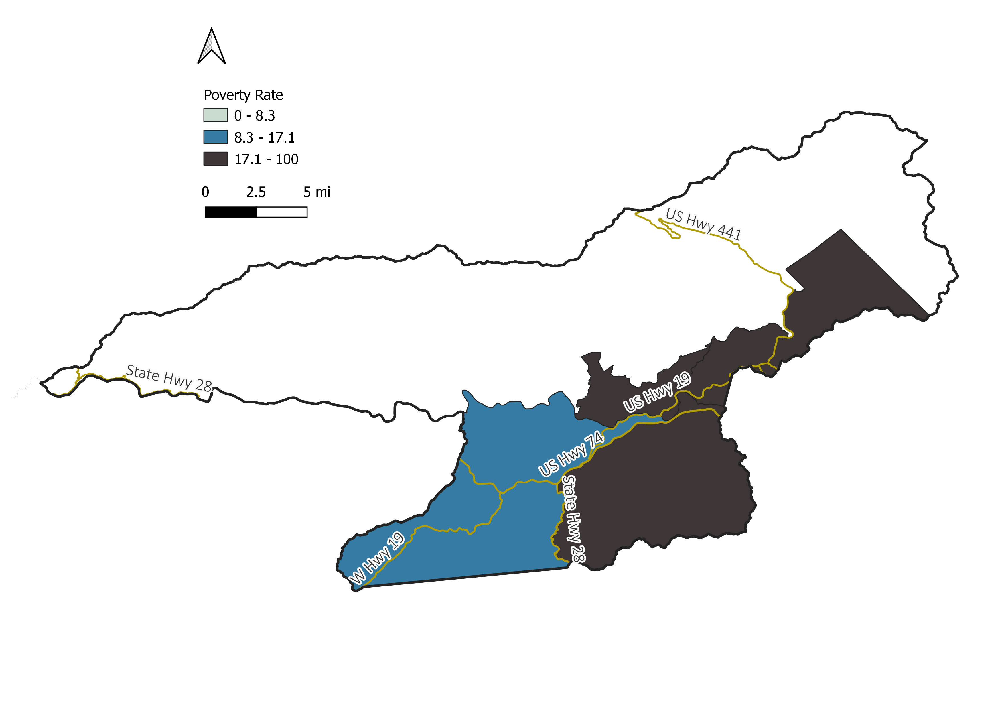 Poverty Rate
0 - 8.3
8.3 - 17.1
17.1 - 100
0 2.5 5 mi
US Hwy 441
State Hwy 28
US Hwy 19
US Hwy 74
State Hwy 28
W Hwy 19